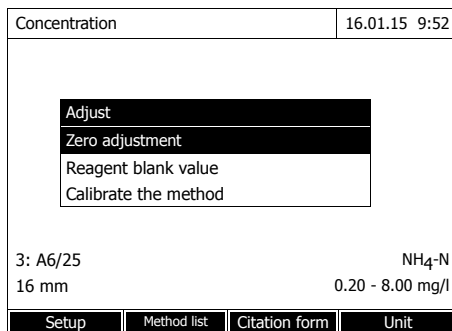 Concentration 16.01.15 9:52
Adjust
Zero adjustment
Reagent blank value
Calibrate the method
3: A6/25 NH4-N
16 mm 0.20 - 8.00 mg/l
Setup Method list Citation form Unit